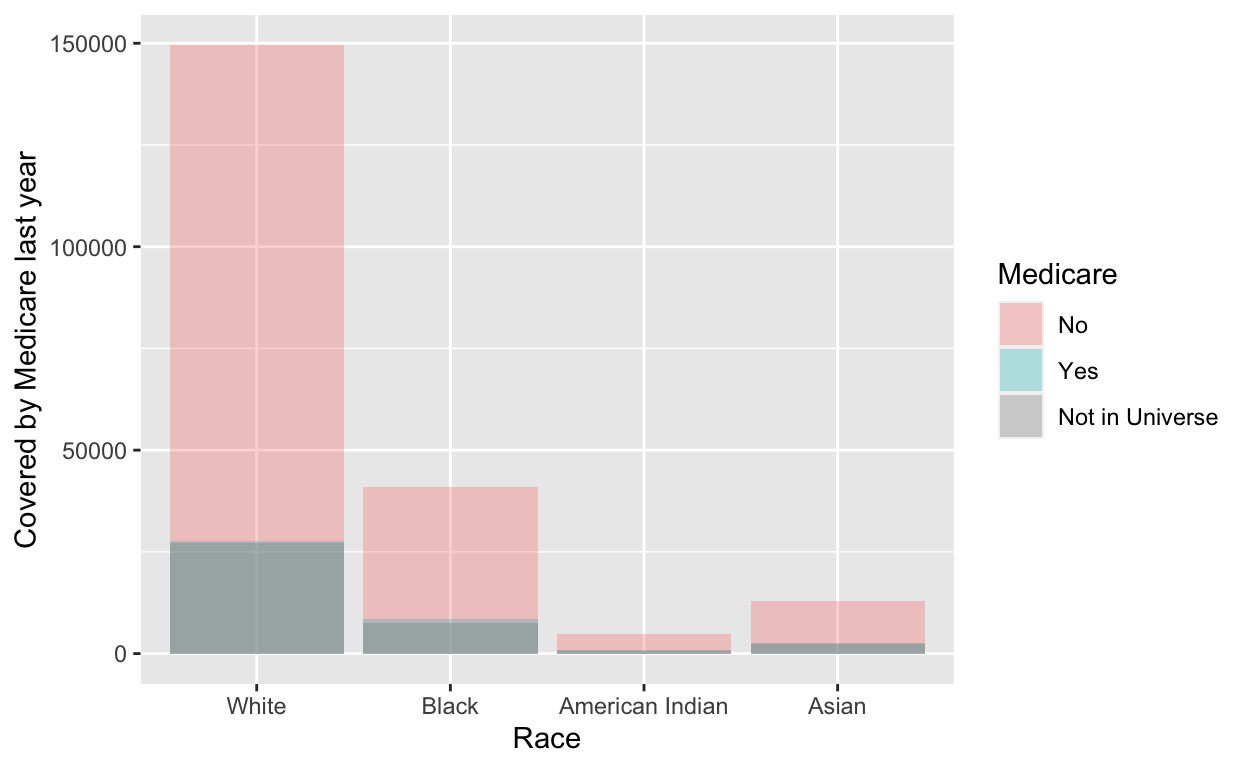 150000
100000
50000
0
Covered by Medicare last year
White Black American Indian Asian
Race
Medicare
No
Yes
Not in Universe